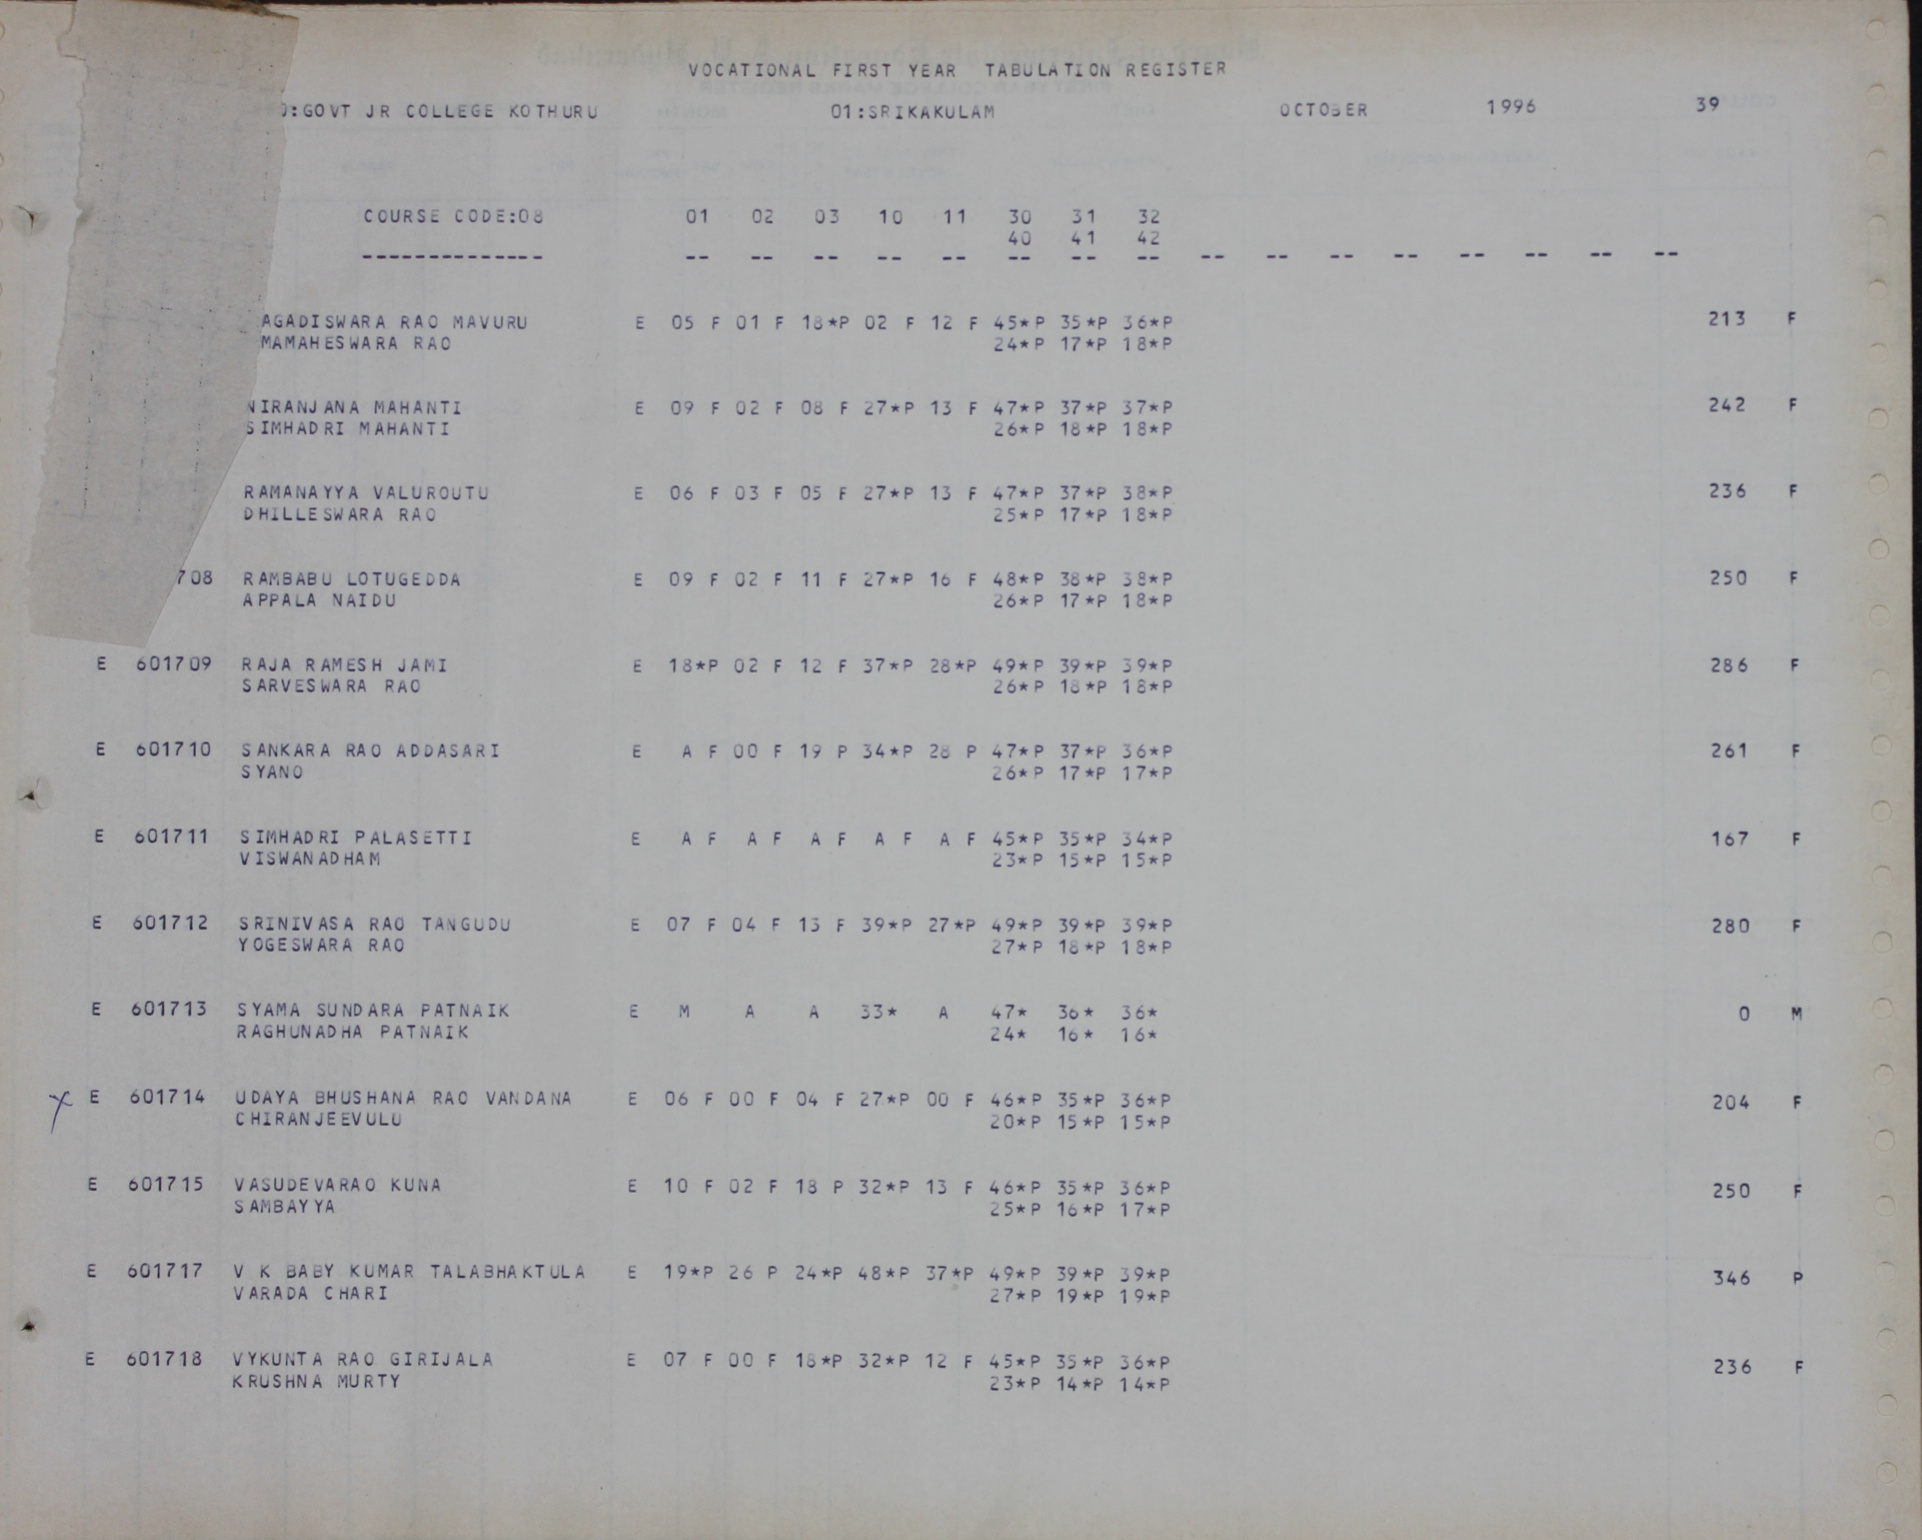 VOCATIONAL FIRST YEAR TABULATION REGISTER
:GOVT JR COLLEGE KOTHURU 01:SRIKAKULAM OCTOBER 1996 39
COURSE CODE:08 01 02 03 10 11 30 31 32
40 41 42
-------------- -- -- -- -- -- -- -- -- -- -- -- -- -- -- -- --
AGADISWARA RAO MAVURU E 05 F 01 F 18*P 02 F 12 F 45*P 35*P 36*P 213 F
MAMAHESWARA RAO 24*P 17*P 18*P
NIRANJANA MAHANTI E 09 F 02 F 08 F 27*P 13 F 47*P 37*P 37*P 242 F
SIMHADRI MAHANTI 26*P 18*P 18*P
RAMANAYYA VALUROUTU E 06 F 03 F 05 F 27*P 13 F 47*P 37*P 38*P 236 F
DHILLESWARA RAO 25*P 17*P 18*P
708 RAMBABU LOTUGEDDA E 09 F 02 F 11 F 27*P 16 F 48*P 38*P 38*P 250 F
APPALA NAIDU 26*P 17*P 18*P
E 601709 RAJA RAMESH JAMI E 18*P 02 F 12 F 37*P 28*P 49*P 39*P 39*P 286 F
SARVESWARA RAO 26*P 18*P 18*P
E 601710 SANKARA RAO ADDASARI E A F 00 F 19 P 34*P 28 P 47*P 37*P 36*P 261 F
SYANO 26*P 17*P 17*P
E 601711 SIMHADRI PALASETTI E A F A F A F A F A F 45*P 35*P 34*P 167 F
VISWANADHAM 23*P 15*P 15*P
E 601712 SRINIVASA RAO TANGUDU E 07 F 04 F 13 F 39*P 27*P 49*P 39*P 39*P 280 F
YOGESWARA RAO 27*P 18*P 18*P
E 601713 SYAMA SUNDARA PATNAIK E M A A 33* A 47* 36* 36* 0 M
RAGHUNADHA PATNAIK 24* 16* 16*
E 601714 UDAYA BHUSHANA RAO VANDANA E 06 F 00 F 04 F 27*P 00 F 46*P 35*P 36*P 204 F
CHIRANJEEVULU 20*P 15*P 15*P
E 601715 VASUDEVARAO KUNA E 10 F 02 F 18 P 32*P 13 F 46*P 35*P 36*P 250 F
SAMBAYYA 25*P 16*P 17*P
E 601717 V K BABY KUMAR TALABHAKTULA E 19*P 26 P 24*P 48*P 37*P 49*P 39*P 39*P 346 P
VARADA CHARI 27*P 19*P 19*P
E 601718 VYKUNTA RAO GIRIJALA E 07 F 00 F 18*P 32*P 12 F 45*P 35*P 36*P 236 F
KRUSHNA MURTY 23*P 14*P 14*P